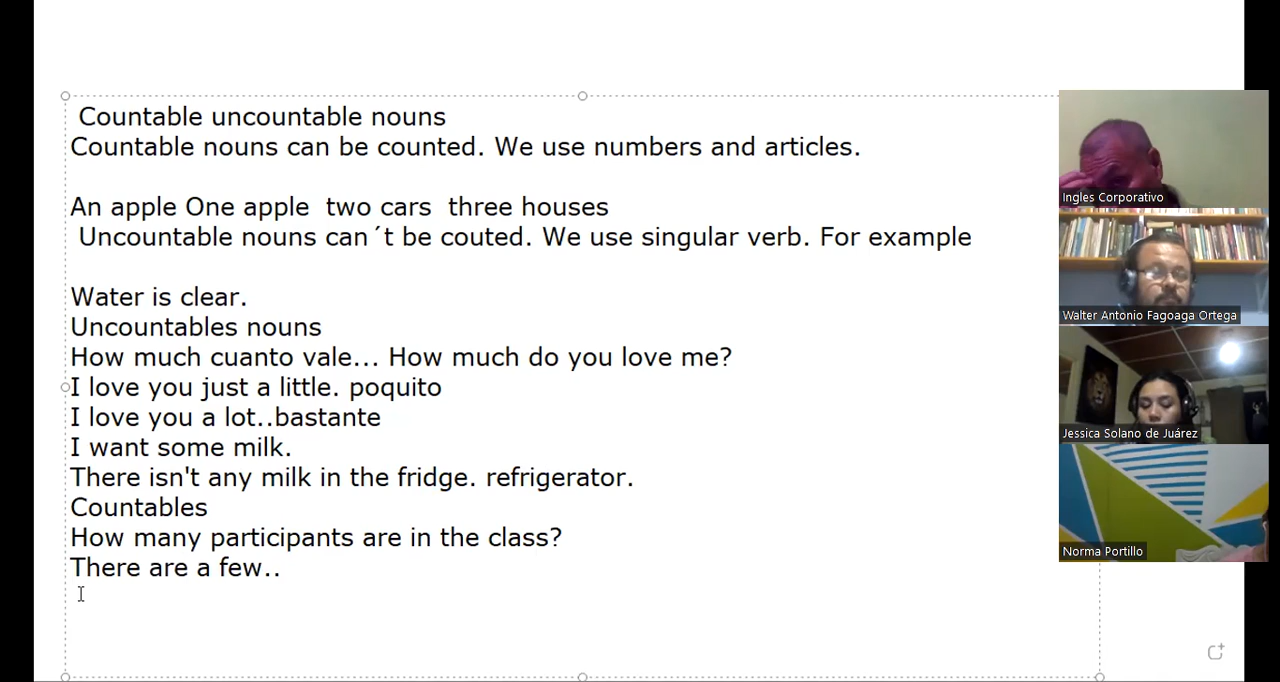 Countable uncountable nouns
Countable nouns can be counted. We use numbers and articles.
An apple One apple  two cars  three houses
Uncountable nouns can´t be couted. We use singular verb. For example
Water is clear.
Uncountables nouns
How much cuanto vale... How much do you love me?
I love you just a little. poquito
I love you a lot..bastante
I want some milk.
There isn't any milk in the fridge. refrigerator.
Countables
How many participants are in the class?
There are a few..
Ingles Corporativo
Walter Antonio Fagoaga Ortega
Jessica Solano de Juárez
Norma Portillo